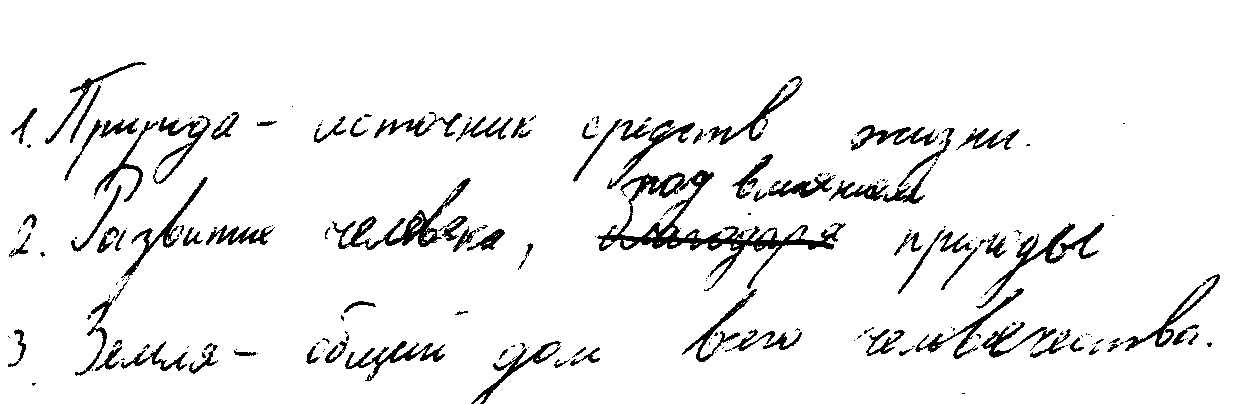 1. Природа - источник средств жизни.
под влиянием
2. Развитие человека, благодаря природы
3. Земля - общий дом всего человечества.